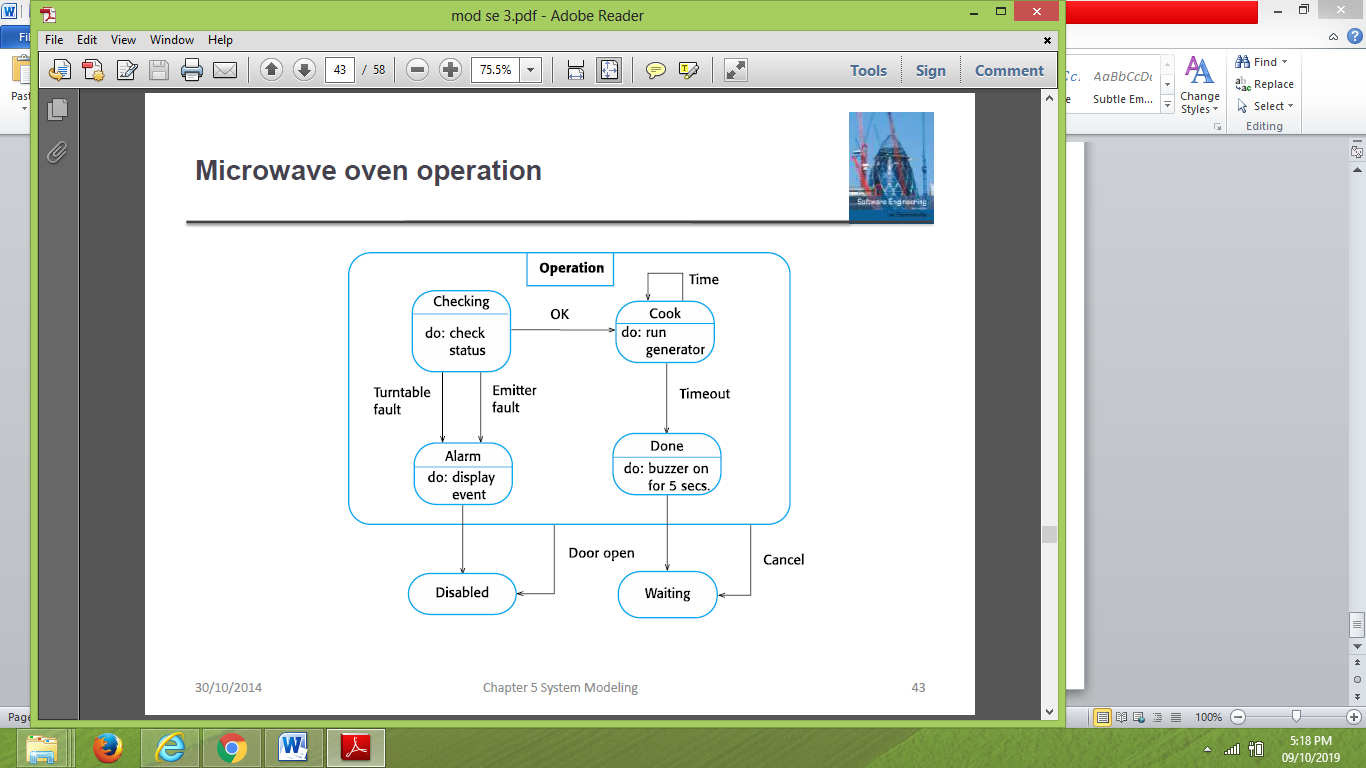 mod se 3.pdf - Adobe Reader
File Edit View Window Help
43 / 58
75.5%
Tools Sign Comment
Find
AaBbCcDc
Replace
Subtle Em...
Change
Styles
Select
Editing
Past
Microwave oven operation
Software Engineering
Operation
Time
Checking
OK
Cook
do: check
status
do: run
generator
Turntable
fault
Emitter
fault
Timeout
Alarm
Done
do: display
event
do: buzzer on
for 5 secs.
Door open
Cancel
Disabled
Waiting
30/10/2014
Chapter 5 System Modeling
43
Page
100%
5:18 PM
09/10/2019